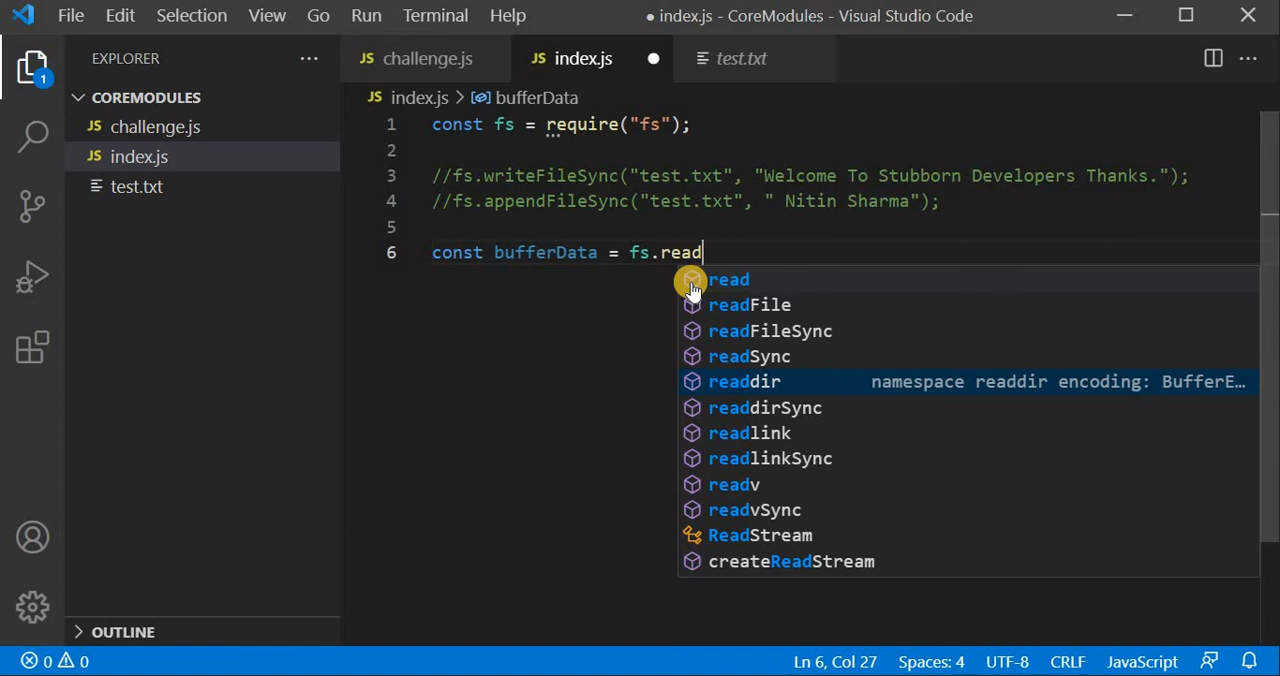 File Edit Selection View Go Run Terminal Help ● index.js - CoreModules - Visual Studio Code
EXPLORER ···
JS challenge.js JS index.js ● test.txt ···
COREMODULES
JS challenge.js
JS index.js
test.txt
JS index.js > bufferData
1 const fs = require("fs");
2
3 //fs.writeFileSync("test.txt", "Welcome To Stubborn Developers Thanks.");
4 //fs.appendFileSync("test.txt", " Nitin Sharma");
5
6 const bufferData = fs.read
read
readFile
readFileSync
readSync
readdir namespace readdir encoding: BufferE…
readdirSync
readlink
readlinkSync
readv
readvSync
ReadStream
createReadStream
1
OUTLINE
0 0 Ln 6, Col 27 Spaces: 4 UTF-8 CRLF JavaScript